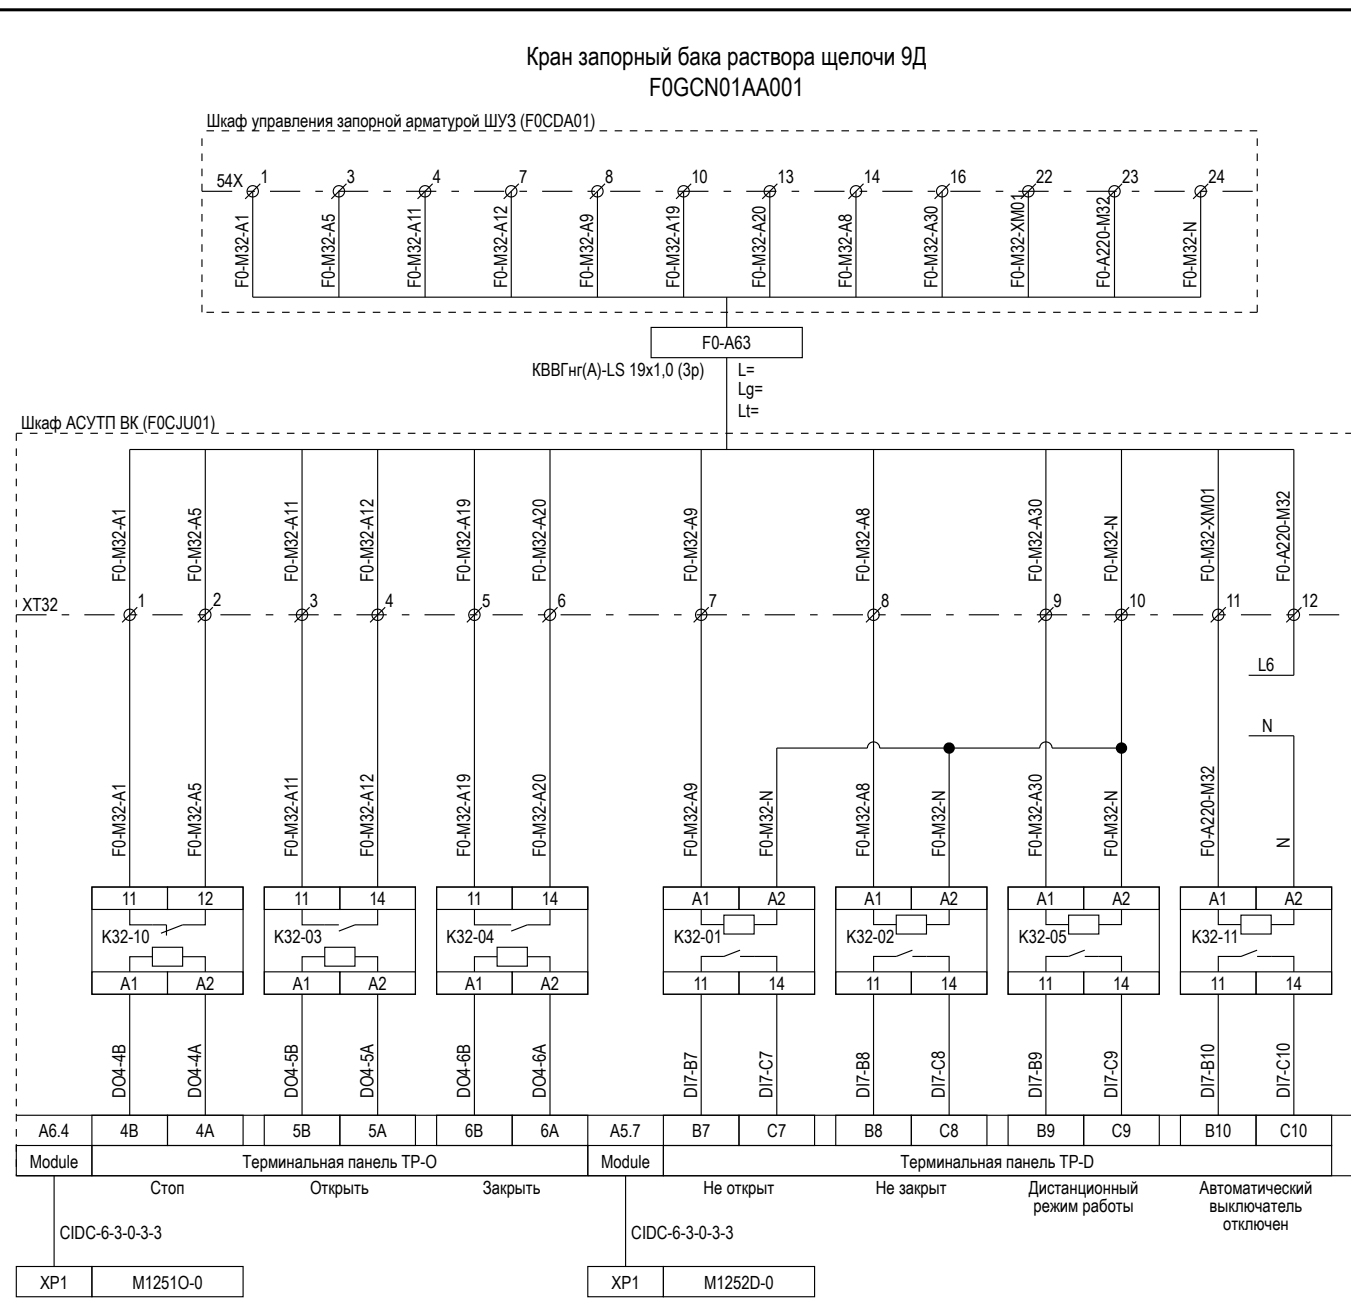 Кран запорный бака раствора щелочи 9Д
F0GCN01AA001
Шкаф управления запорной арматурой ШУЗ (F0CDA01)
54X 1 3 4 7 8 10 13 14 16 22 23 24
F0-M32-A1 F0-M32-A5 F0-M32-A11 F0-M32-A12 F0-M32-A9 F0-M32-A19 F0-M32-A20 F0-M32-A8 F0-M32-A30 F0-M32-XM01 F0-A220-M32 F0-M32-N
F0-A63
КВВГнг(А)-LS 19x1,0 (3р) L=
Lg=
Lt=
Шкаф АСУТП ВК (F0CJU01)
F0-M32-A1 F0-M32-A5 F0-M32-A11 F0-M32-A12 F0-M32-A19 F0-M32-A20 F0-M32-A9 F0-M32-A8 F0-M32-A30 F0-M32-N F0-M32-XM01 F0-A220-M32
XT32 1 2 3 4 5 6 7 8 9 10 11 12
L6
N
F0-M32-A1 F0-M32-A5 F0-M32-A11 F0-M32-A12 F0-M32-A19 F0-M32-A20 F0-M32-A9 F0-M32-N F0-M32-A8 F0-M32-N F0-M32-A30 F0-M32-N F0-A220-M32 N
11 12 11 14 11 14 A1 A2 A1 A2 A1 A2 A1 A2
K32-10 K32-03 K32-04 K32-01 K32-02 K32-05 K32-11
A1 A2 A1 A2 A1 A2 11 14 11 14 11 14 11 14
DO4-4B DO4-4A DO4-5B DO4-5A DO4-6B DO4-6A DI7-B7 DI7-C7 DI7-B8 DI7-C8 DI7-B9 DI7-C9 DI7-B10 DI7-C10
A6.4 4B 4A 5B 5A 6B 6A A5.7 B7 C7 B8 C8 B9 C9 B10 C10
Module Терминальная панель TP-O Module Терминальная панель TP-D
Стоп Открыть Закрыть Не открыт Не закрыт Дистанционный Автоматический
режим работы выключатель
отключен
CIDC-6-3-0-3-3 CIDC-6-3-0-3-3
XP1 M1251O-0 XP1 M1252D-0